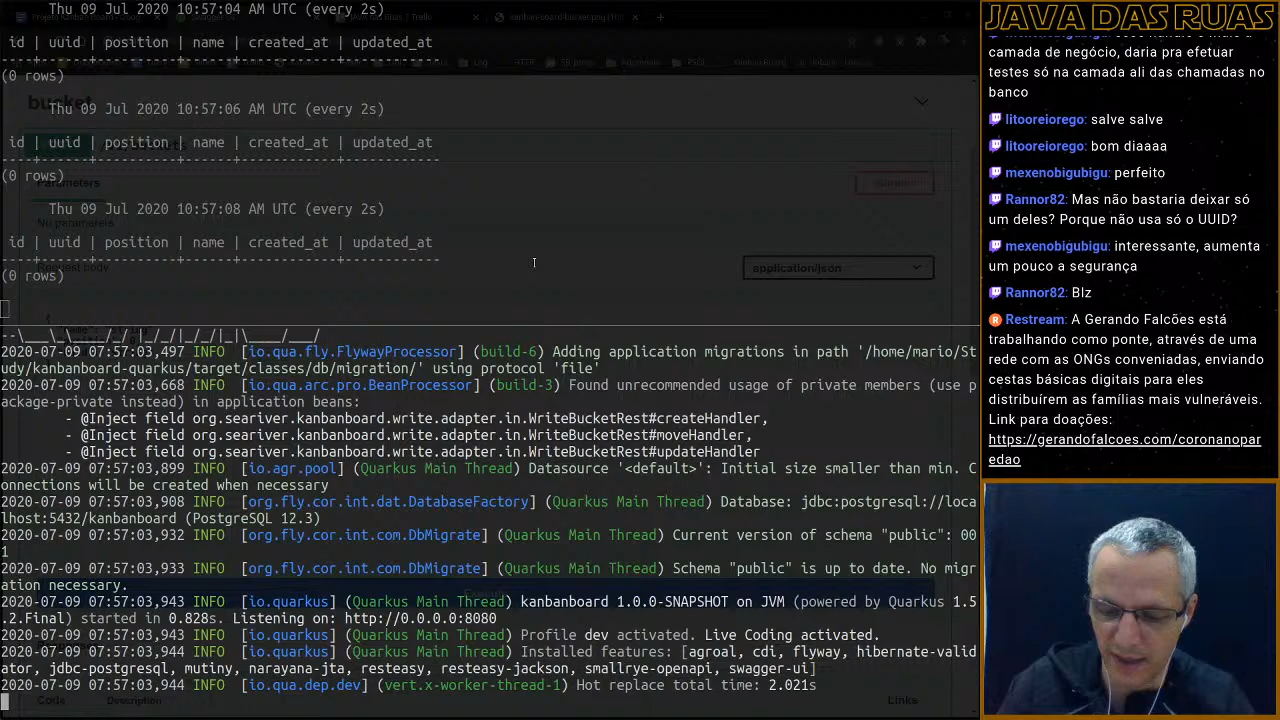 Thu 09 Jul 2020 10:57:04 AM UTC (every 2s)
id | uuid | position | name | created_at | updated_at
----+------+----------+------+------------+------------
(0 rows)
Thu 09 Jul 2020 10:57:06 AM UTC (every 2s)
id | uuid | position | name | created_at | updated_at
----+------+----------+------+------------+------------
(0 rows)
Thu 09 Jul 2020 10:57:08 AM UTC (every 2s)
id | uuid | position | name | created_at | updated_at
----+------+----------+------+------------+------------
(0 rows)
bucket
Parameters
No parameters
Request body
application/json
Code
Description
Links
--\___\_\____/_/ |_/_/|_/_/|_|\____/___/
2020-07-09 07:57:03,497 INFO [io.qua.fly.FlywayProcessor] (build-6) Adding application migrations in path '/home/mario/St
udy/kanbanboard-quarkus/target/classes/db/migration/' using protocol 'file'
2020-07-09 07:57:03,668 INFO [io.qua.arc.pro.BeanProcessor] (build-3) Found unrecommended usage of private members (use p
ackage-private instead) in application beans:
- @Inject field org.seariver.kanbanboard.write.adapter.in.WriteBucketRest#createHandler,
- @Inject field org.seariver.kanbanboard.write.adapter.in.WriteBucketRest#moveHandler,
- @Inject field org.seariver.kanbanboard.write.adapter.in.WriteBucketRest#updateHandler
2020-07-09 07:57:03,899 INFO [io.agr.pool] (Quarkus Main Thread) Datasource '<default>': Initial size smaller than min. C
onnections will be created when necessary
2020-07-09 07:57:03,908 INFO [org.fly.cor.int.dat.DatabaseFactory] (Quarkus Main Thread) Database: jdbc:postgresql://loca
lhost:5432/kanbanboard (PostgreSQL 12.3)
2020-07-09 07:57:03,932 INFO [org.fly.cor.int.com.DbMigrate] (Quarkus Main Thread) Current version of schema "public": 00
1
2020-07-09 07:57:03,933 INFO [org.fly.cor.int.com.DbMigrate] (Quarkus Main Thread) Schema "public" is up to date. No migr
ation necessary.
2020-07-09 07:57:03,943 INFO [io.quarkus] (Quarkus Main Thread) kanbanboard 1.0.0-SNAPSHOT on JVM (powered by Quarkus 1.5
.2.Final) started in 0.828s. Listening on: http://0.0.0.0:8080
2020-07-09 07:57:03,943 INFO [io.quarkus] (Quarkus Main Thread) Profile dev activated. Live Coding activated.
2020-07-09 07:57:03,944 INFO [io.quarkus] (Quarkus Main Thread) Installed features: [agroal, cdi, flyway, hibernate-valid
ator, jdbc-postgresql, mutiny, narayana-jta, resteasy, resteasy-jackson, smallrye-openapi, swagger-ui]
2020-07-09 07:57:03,944 INFO [io.qua.dep.dev] (vert.x-worker-thread-1) Hot replace total time: 2.021s
JAVA DAS RUAS
camada de negócio, daria pra efetuar
testes só na camada ali das chamadas no
banco
litooreiorego: salve salve
litooreiorego: bom diaaaa
mexenobigubigu: perfeito
Rannor82: Mas não bastaria deixar só
um deles? Porque não usa só o UUID?
mexenobigubigu: interessante, aumenta
um pouco a segurança
Rannor82: Blz
Restream: A Gerando Falcões está
trabalhando como ponte, através de uma
rede com as ONGs conveniadas, enviando
cestas básicas digitais para eles
distribuírem as famílias mais vulneráveis.
Link para doações:
https://gerandofalcoes.com/coronanopar
edao